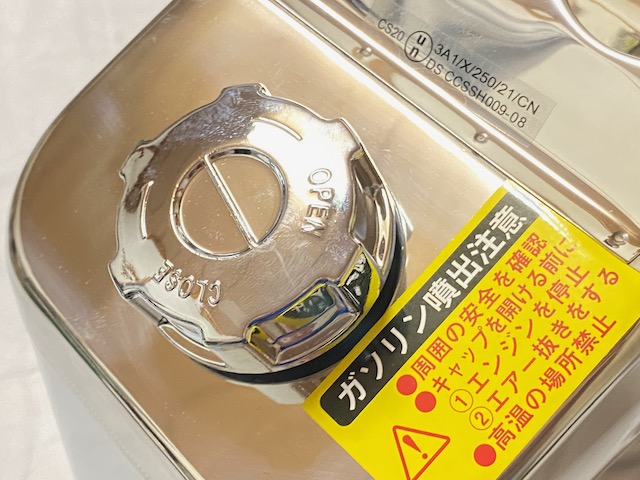 CS20 un 3A1/X/250/21/CN
DS CCSSH009-08
OPEN
CLOSE
ガソリン噴出注意
●周囲の安全を確認
●キャップを開ける前に
①エンジンを停止
②エアー抜きをする
●高温の場所禁止